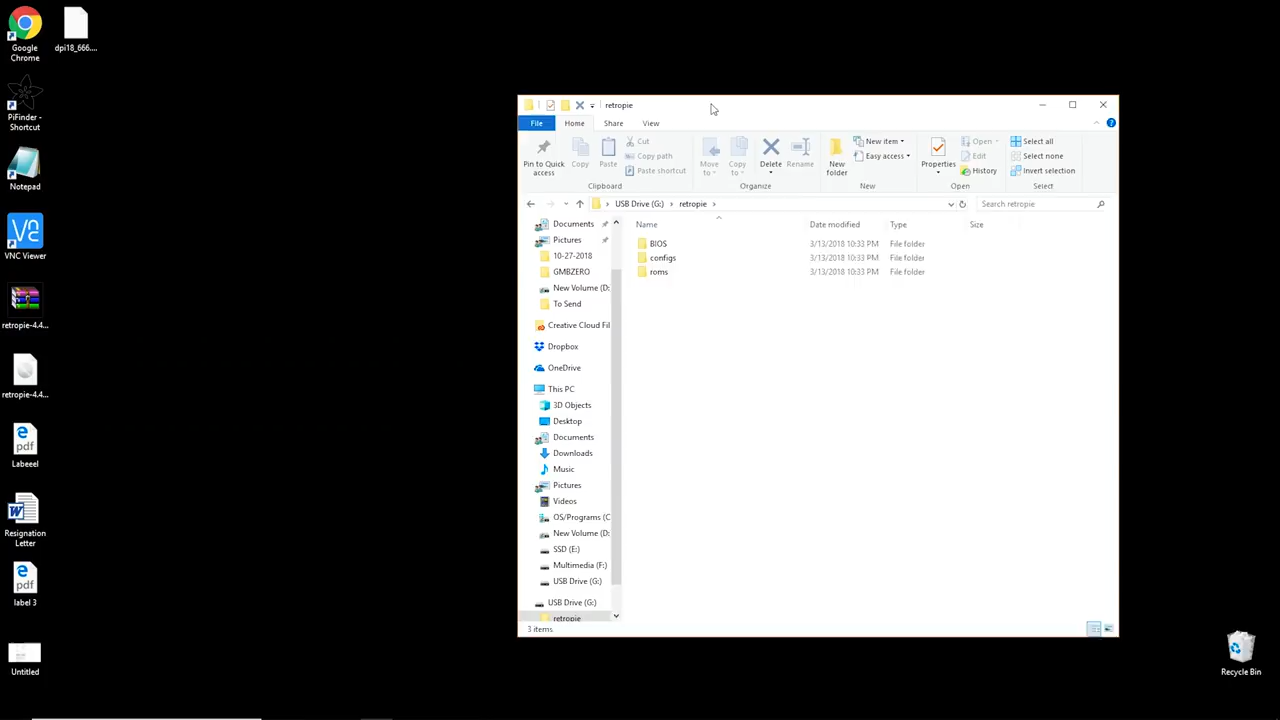 Google
Chrome
dpi18_666....
PiFinder -
Shortcut
Notepad
VNC Viewer
retropie-4.4...
retropie-4.4...
Labeeel
Resignation
Letter
label 3
Untitled
retropie
File
Home
Share
View
Pin to Quick
access
Copy
Paste
Cut
Copy path
Paste shortcut
Clipboard
Move
to
Copy
to
Delete
Rename
Organize
New
folder
New item
Easy access
New
Properties
Open
Edit
History
Open
Select all
Select none
Invert selection
Select
USB Drive (G:) > retropie >
Search retropie
Documents
Pictures
10-27-2018
GMBZERO
New Volume (D:
To Send
Creative Cloud Fil
Dropbox
OneDrive
This PC
3D Objects
Desktop
Documents
Downloads
Music
Pictures
Videos
OS/Programs (C
New Volume (D:
SSD (E:)
Multimedia (F:)
USB Drive (G:)
USB Drive (G:)
retropie
Name Date modified Type Size
BIOS 3/13/2018 10:33 PM File folder
configs 3/13/2018 10:33 PM File folder
roms 3/13/2018 10:33 PM File folder
3 items
Recycle Bin